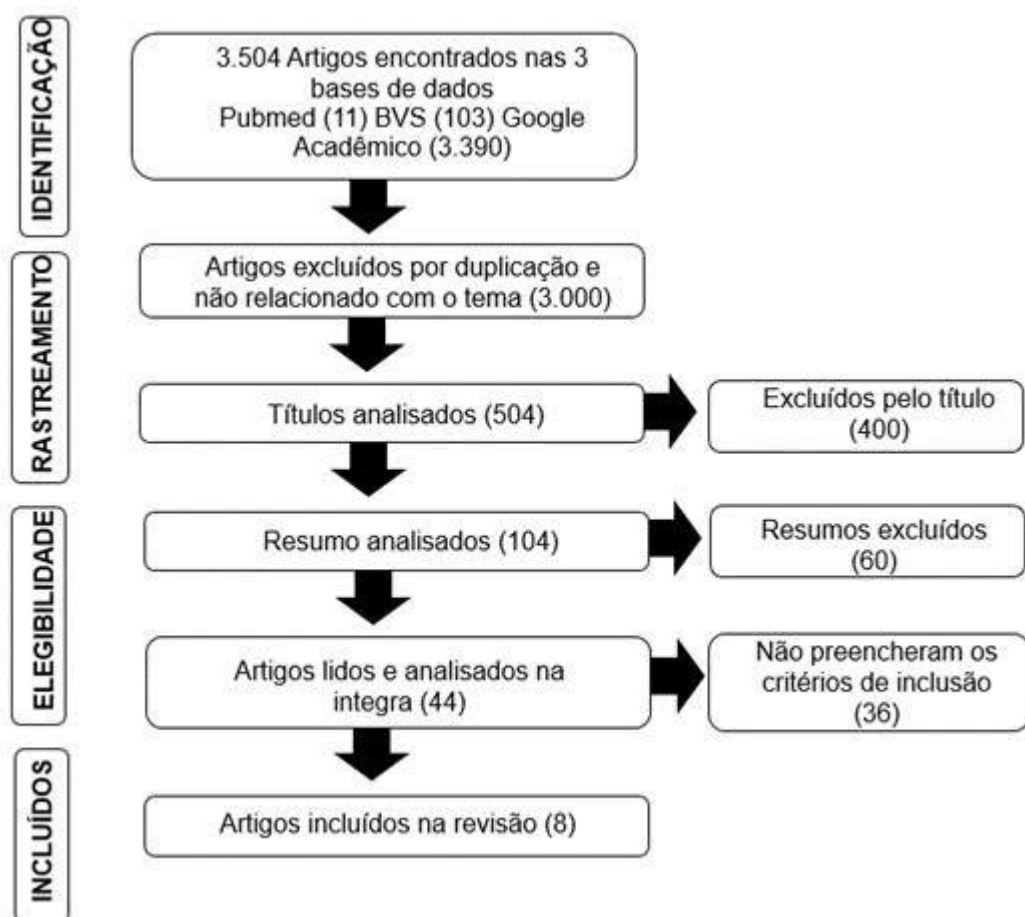 IDENTIFICAÇÃO
3.504 Artigos encontrados nas 3
bases de dados
Pubmed (11) BVS (103) Google
Acadêmico (3.390)
RASTREAMENTO
Artigos excluídos por duplicação e
não relacionado com o tema (3.000)
Títulos analisados (504)
Excluídos pelo título
(400)
ELEGIBILIDADE
Resumo analisados (104)
Resumos excluídos
(60)
Artigos lidos e analisados na
integra (44)
Não preencheram os
critérios de inclusão
(36)
INCLUÍDOS
Artigos incluídos na revisão (8)